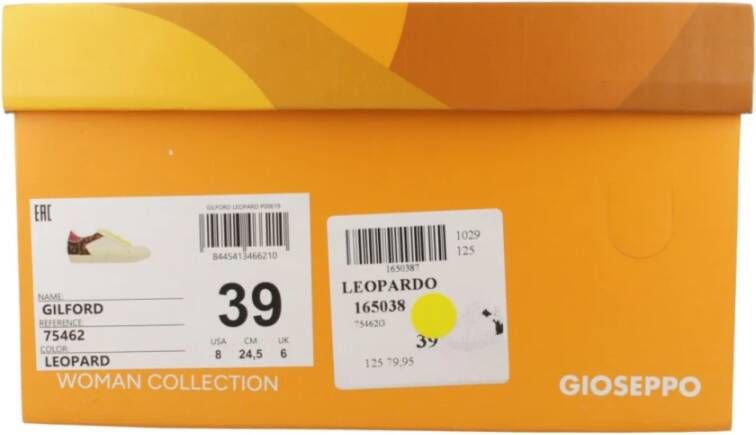 EAC
GILFORD LEOPARD P00619
8445413466210
NAME:
GILFORD
REFERENCE:
75462
COLOR:
LEOPARD
39
USA CM UK
8 24,5 6
WOMAN COLLECTION
1650387
1029
125
LEOPARDO
165038
75462G
39
125 79,95
GIOSEPPO